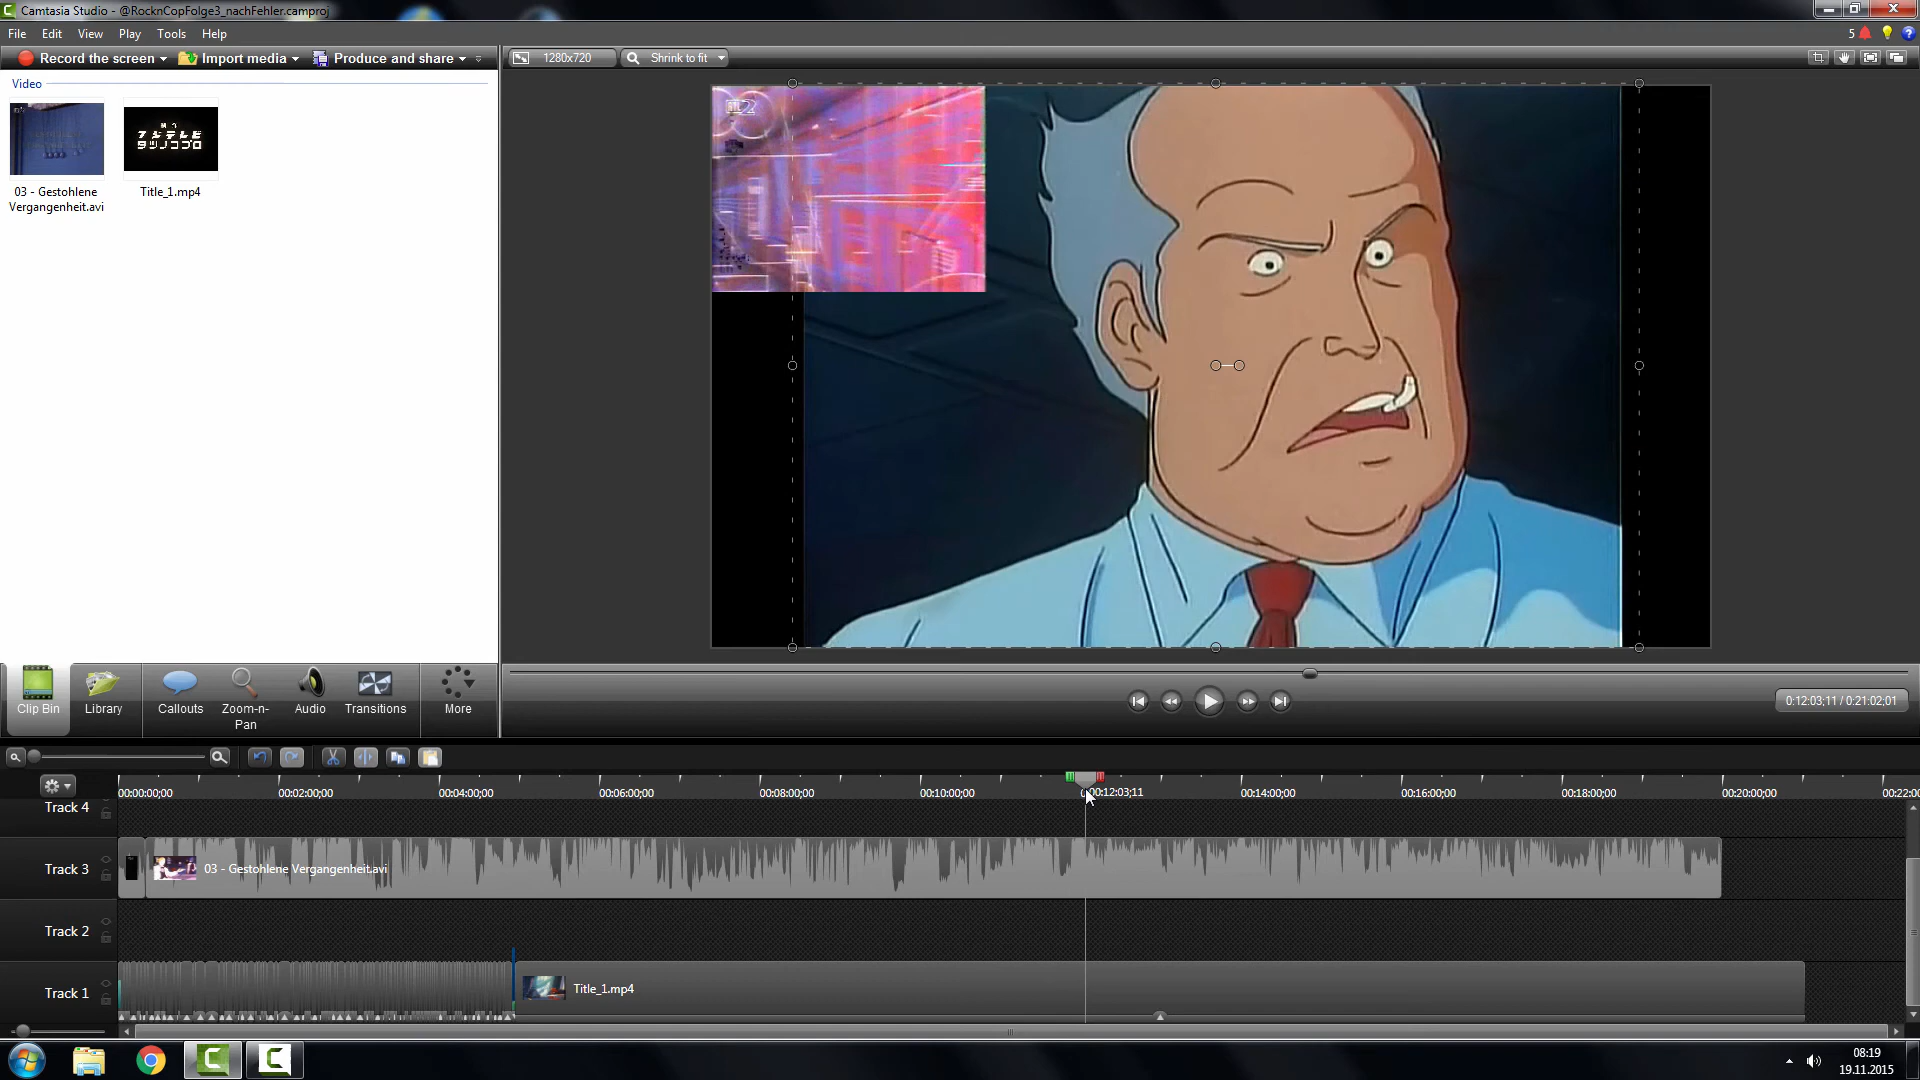 Camtasia Studio - @RocknCopFolge3_nachFehler.camproj
File Edit View Play Tools Help 5
Record the screen Import media Produce and share 1280x720 Shrink to fit
Video
03 - Gestohlene
Vergangenheit.avi
Title_1.mp4
Clip Bin Library Callouts Zoom-n-
Pan Audio Transitions More
0:12:03;11 / 0:21:02;01
00:00:00;00 00:02:00;00 00:04:00;00 00:06:00;00 00:08:00;00 00:10:00;00 00:12:03;11 00:14:00;00 00:16:00;00 00:18:00;00 00:20:00;00 00:22:0
Track 4
Track 3 03 - Gestohlene Vergangenheit.avi
Track 2
Track 1 Title_1.mp4
08:19
19.11.2015